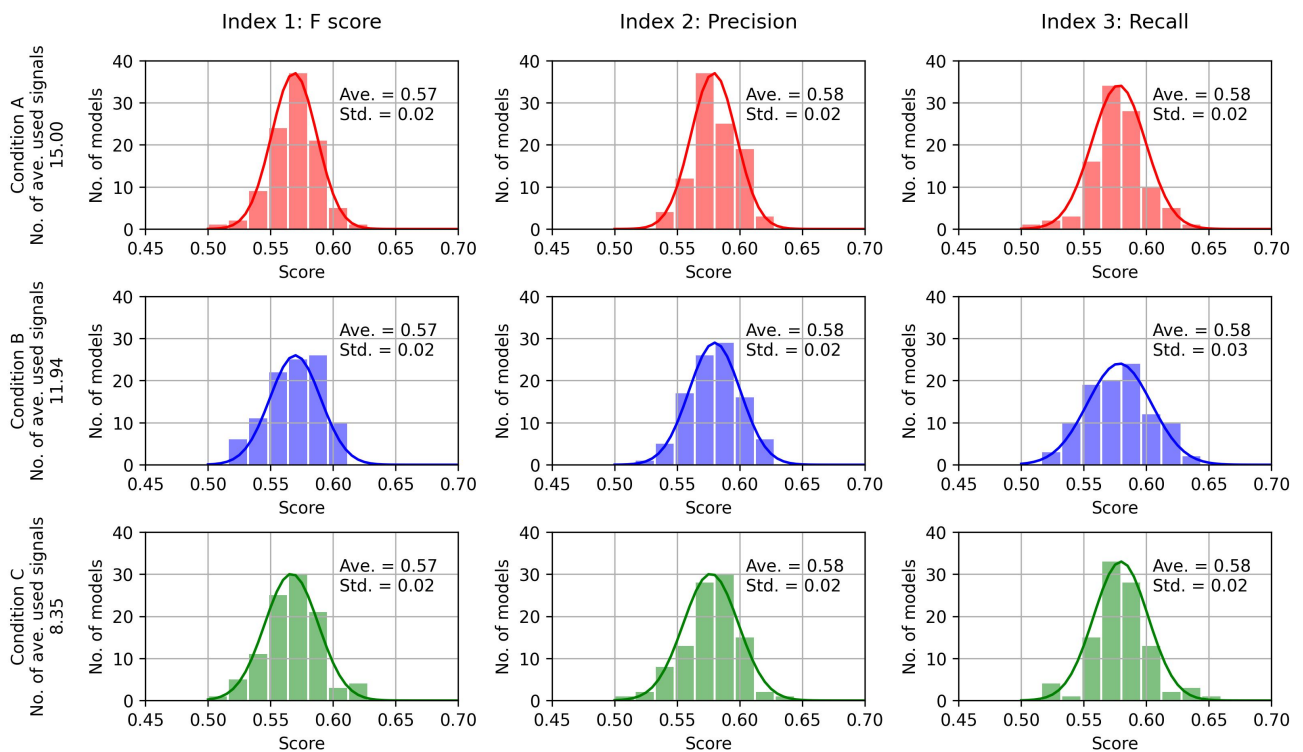 Index 1: F score
Index 2: Precision
Index 3: Recall
Condition A
No. of ave. used signals
15.00
No. of models
40
30
20
10
0
Ave. = 0.57
Std. = 0.02
0.45 0.50 0.55 0.60 0.65 0.70
Score
No. of models
40
30
20
10
0
Ave. = 0.58
Std. = 0.02
0.45 0.50 0.55 0.60 0.65 0.70
Score
No. of models
40
30
20
10
0
Ave. = 0.58
Std. = 0.02
0.45 0.50 0.55 0.60 0.65 0.70
Score
Condition B
No. of ave. used signals
11.94
No. of models
40
30
20
10
0
Ave. = 0.57
Std. = 0.02
0.45 0.50 0.55 0.60 0.65 0.70
Score
No. of models
40
30
20
10
0
Ave. = 0.58
Std. = 0.02
0.45 0.50 0.55 0.60 0.65 0.70
Score
No. of models
40
30
20
10
0
Ave. = 0.58
Std. = 0.03
0.45 0.50 0.55 0.60 0.65 0.70
Score
Condition C
No. of ave. used signals
8.35
No. of models
40
30
20
10
0
Ave. = 0.57
Std. = 0.02
0.45 0.50 0.55 0.60 0.65 0.70
Score
No. of models
40
30
20
10
0
Ave. = 0.58
Std. = 0.02
0.45 0.50 0.55 0.60 0.65 0.70
Score
No. of models
40
30
20
10
0
Ave. = 0.58
Std. = 0.02
0.45 0.50 0.55 0.60 0.65 0.70
Score